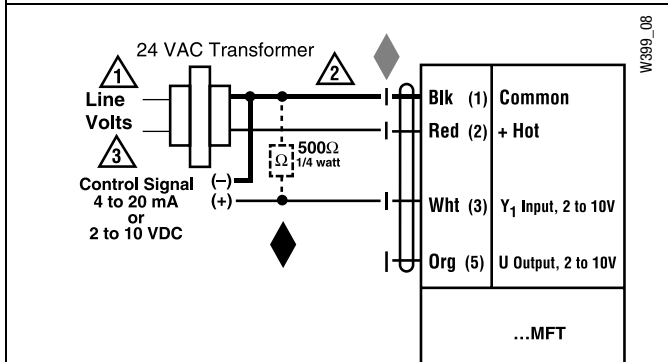 W399_08
24 VAC Transformer
1
2
Line
Volts
3
Control Signal
4 to 20 mA
or
2 to 10 VDC
(–)
(+)
Ω
500Ω
1/4 watt
Blk (1) Common
Red (2) + Hot
Wht (3) Y₁ Input, 2 to 10V
Org (5) U Output, 2 to 10V
...MFT